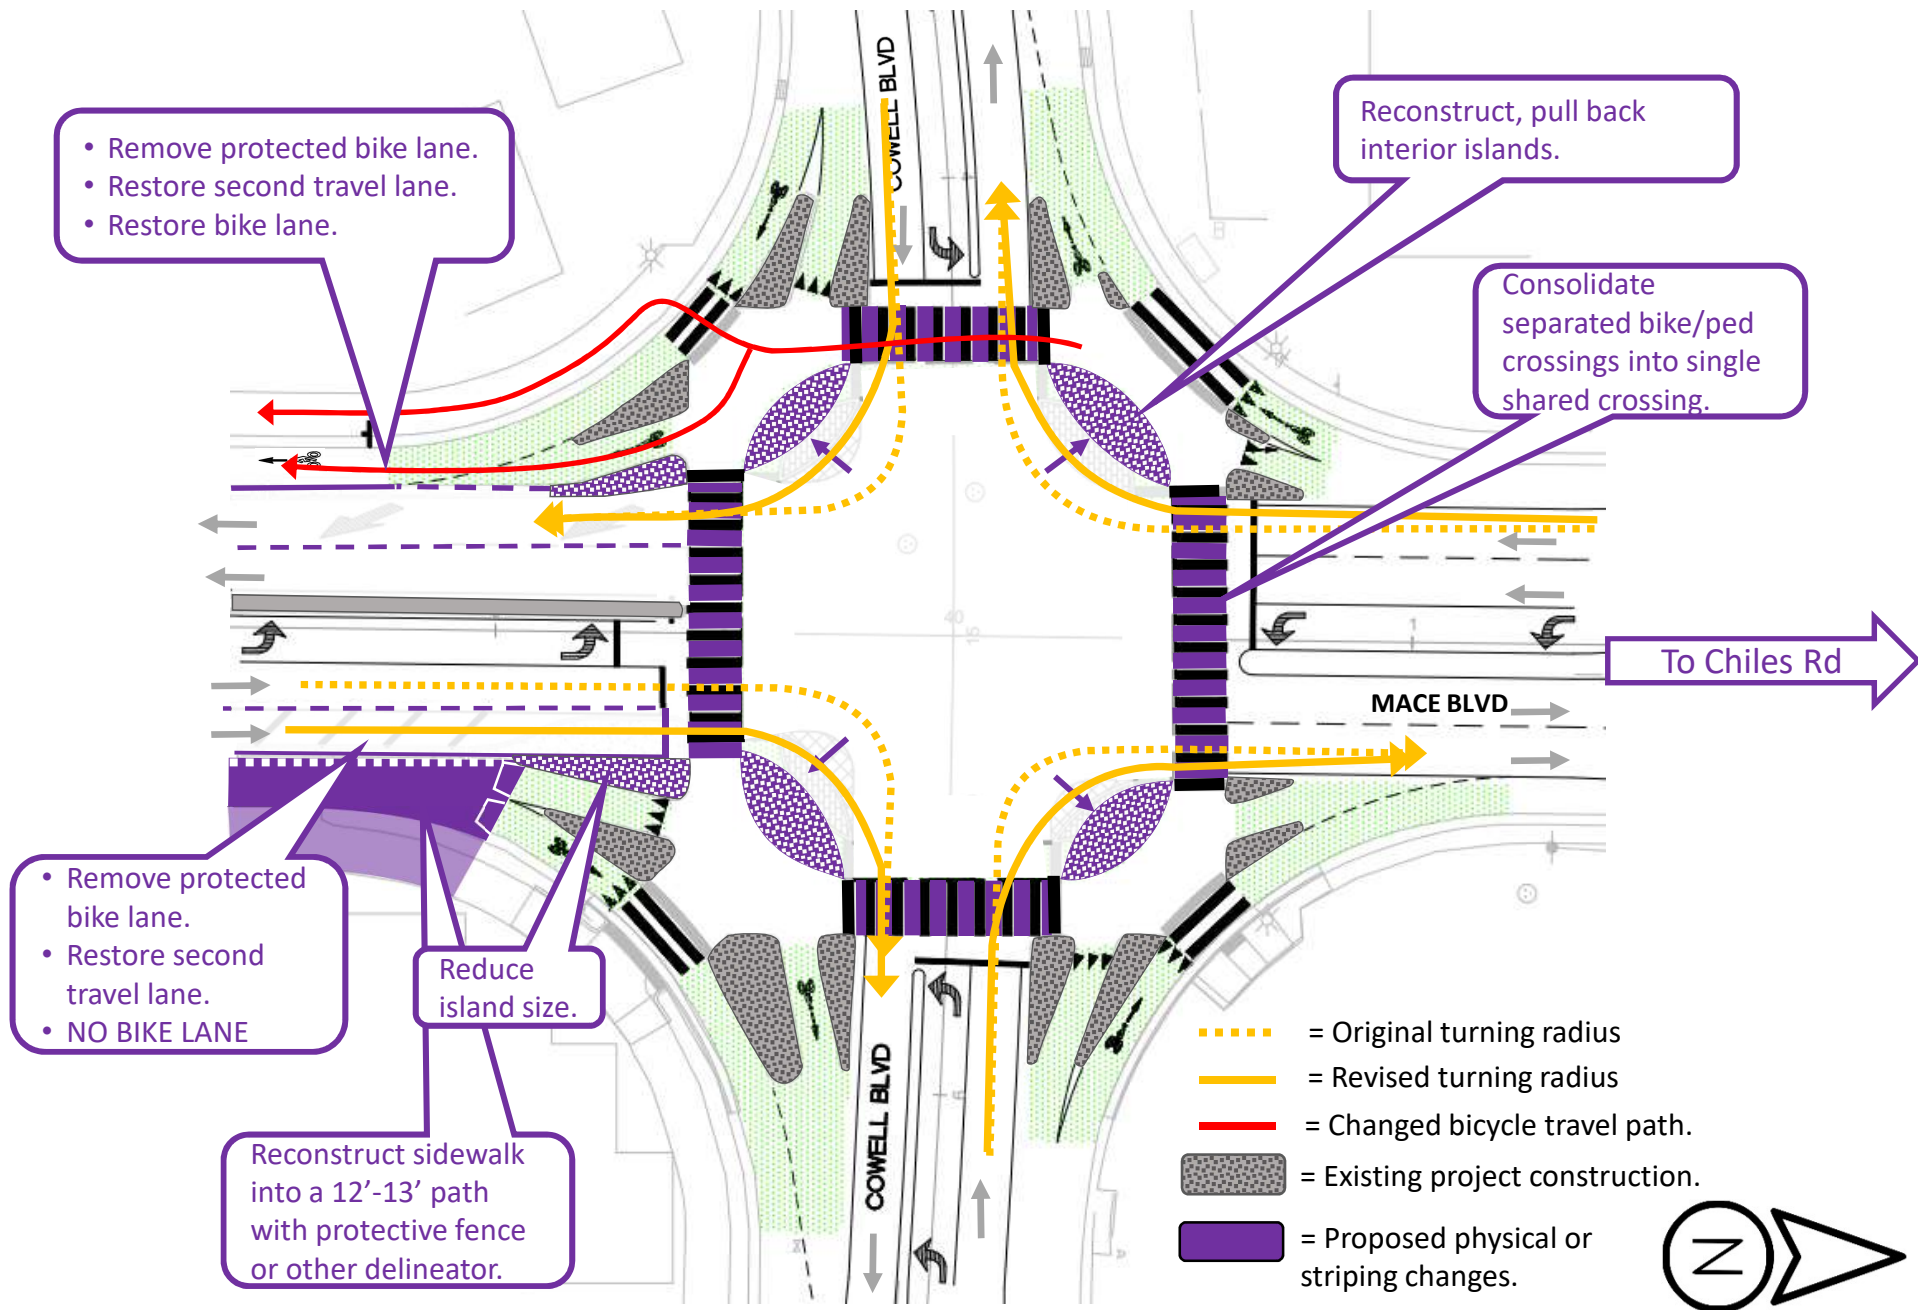 COWELL BLVD
Reconstruct, pull back
interior islands.
• Remove protected bike lane.
• Restore second travel lane.
• Restore bike lane.
Consolidate
separated bike/ped
crossings into single
shared crossing.
40
15
1
To Chiles Rd
MACE BLVD
• Remove protected
bike lane.
• Restore second
travel lane.
• NO BIKE LANE
Reduce
island size.
COWELL BLVD
= Original turning radius
= Revised turning radius
= Changed bicycle travel path.
= Existing project construction.
= Proposed physical or
striping changes.
Reconstruct sidewalk
into a 12’-13’ path
with protective fence
or other delineator.
N